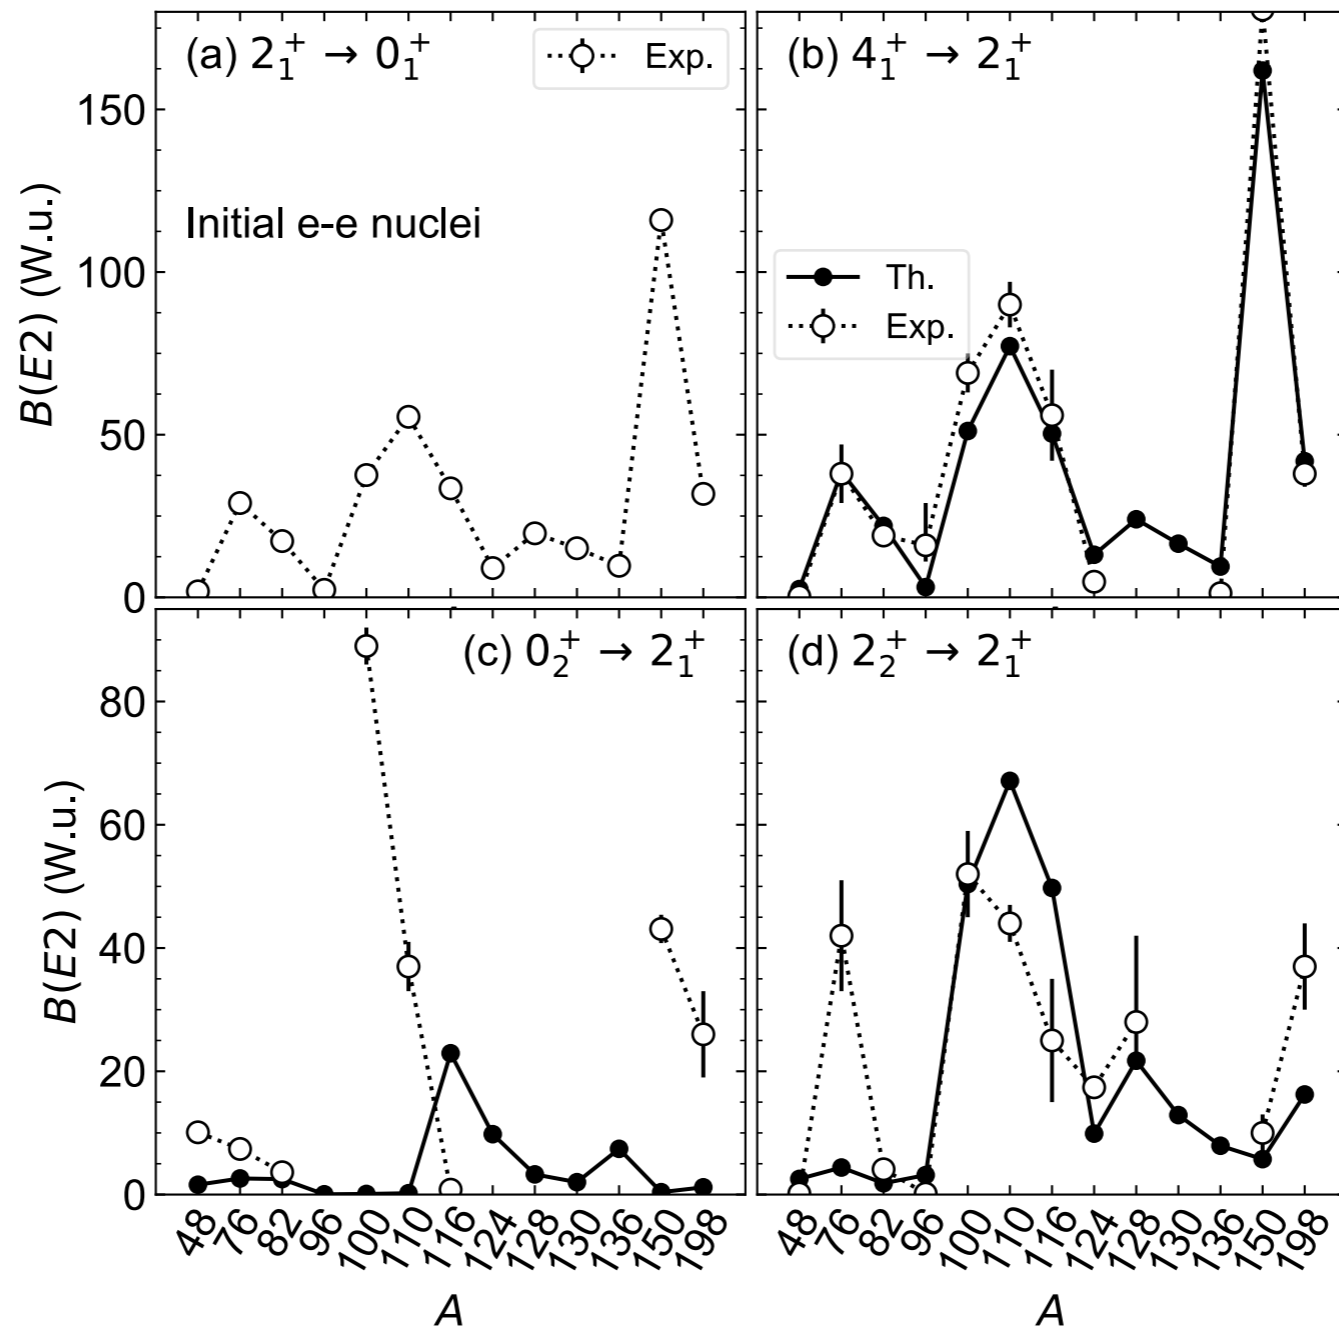 (a) 2₁⁺ → 0₁⁺
Exp.
(b) 4₁⁺ → 2₁⁺
Initial e-e nuclei
Th.
Exp.
B(E2) (W.u.)
150
100
50
0
(c) 0₂⁺ → 2₁⁺
(d) 2₂⁺ → 2₁⁺
B(E2) (W.u.)
80
60
40
20
0
48 76 82 96 100 110 116 124 128 130 136 150 198
48 76 82 96 100 110 116 124 128 130 136 150 198
A
A